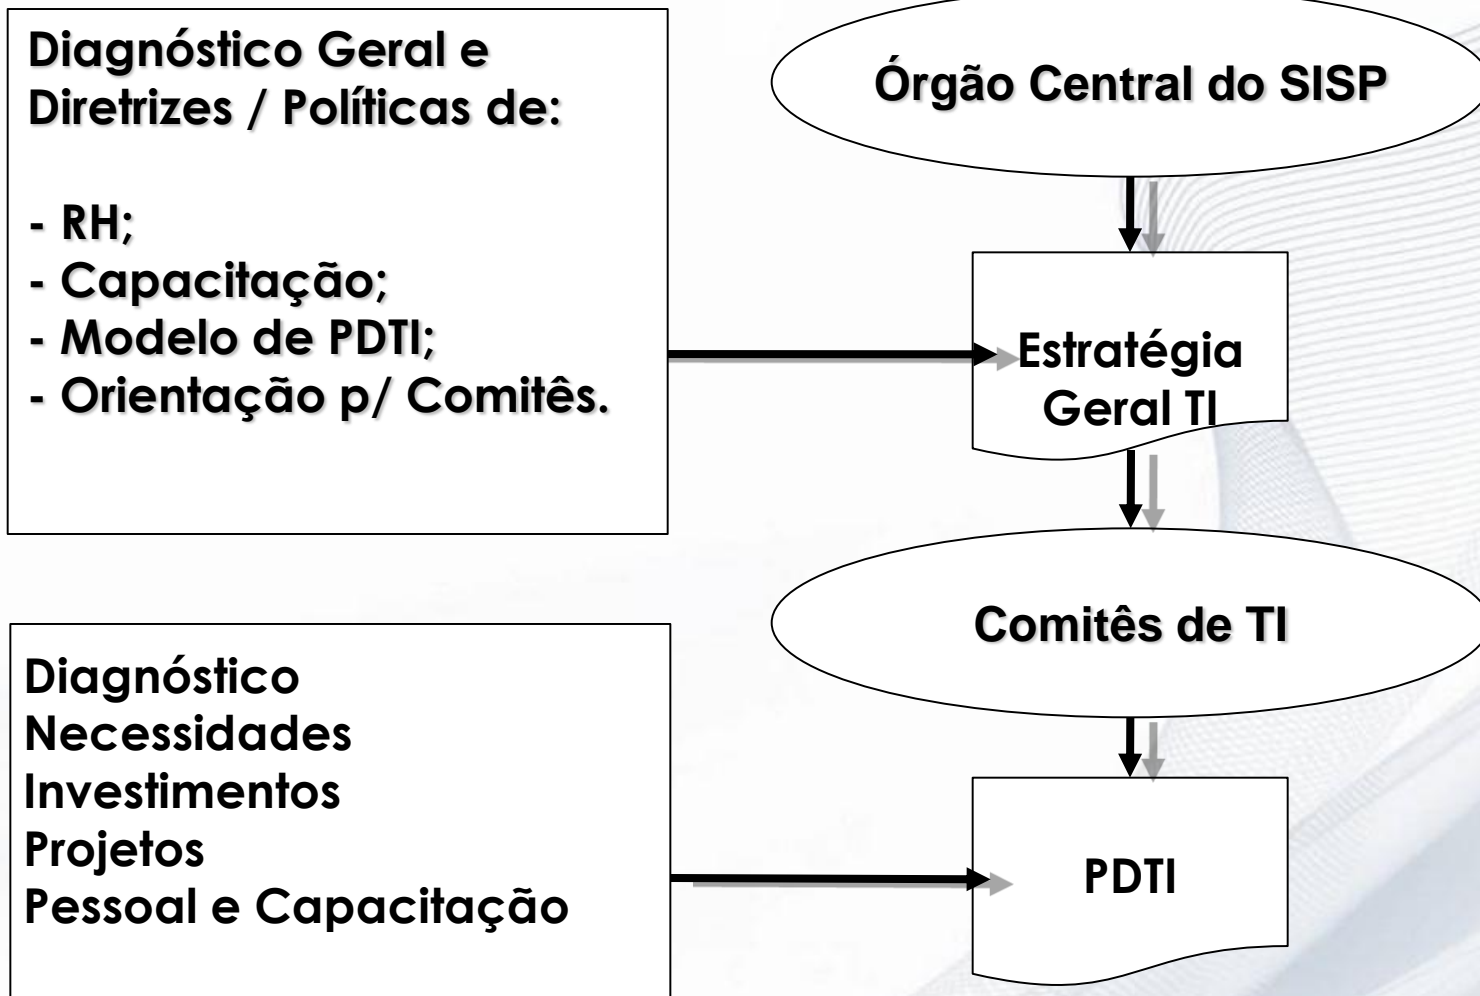 Diagnóstico Geral e
Diretrizes / Políticas de:
- RH;
- Capacitação;
- Modelo de PDTI;
- Orientação p/ Comitês.
Órgão Central do SISP
Estratégia
Geral TI
Comitês de TI
Diagnóstico
Necessidades
Investimentos
Projetos
Pessoal e Capacitação
PDTI